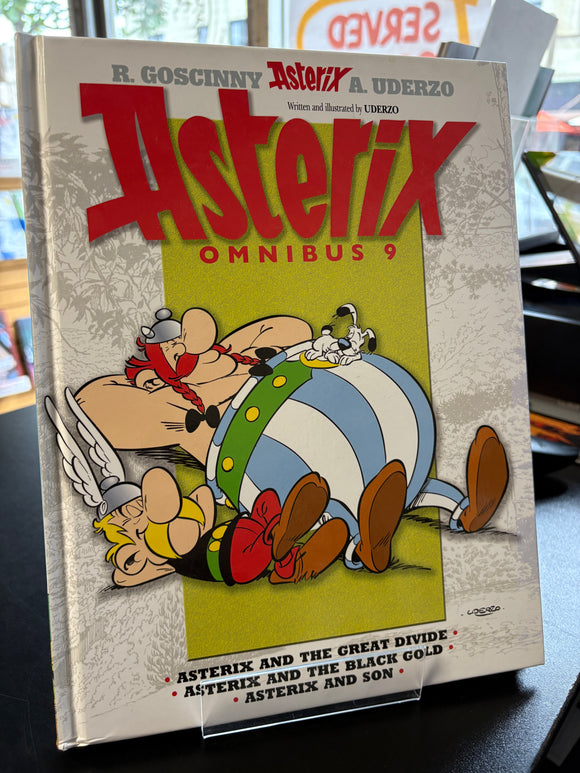 SERVED
R. GOSCINNY Asterix A. UDERZO
Written and illustrated by UDERZO
Asterix
OMNIBUS 9
UDERZO
· ASTERIX AND THE GREAT DIVIDE ·
· ASTERIX AND THE BLACK GOLD ·
· ASTERIX AND SON ·